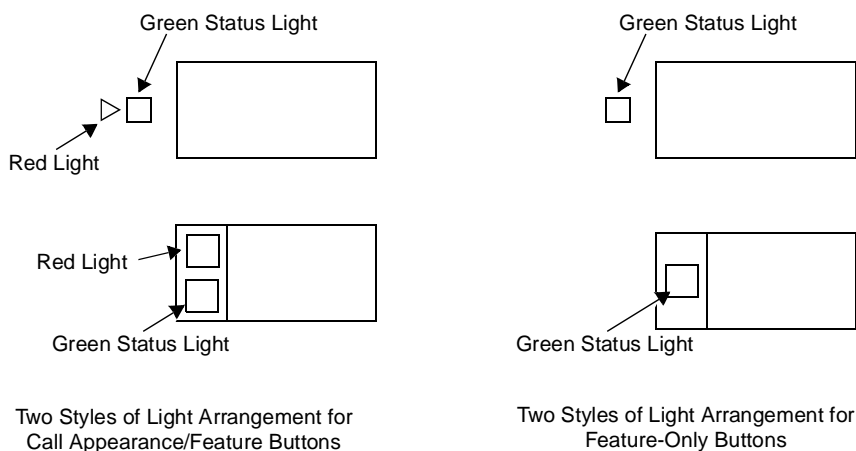 Green Status Light
Red Light
Red Light
Green Status Light
Two Styles of Light Arrangement for
Call Appearance/Feature Buttons
Green Status Light
Green Status Light
Two Styles of Light Arrangement for
Feature-Only Buttons